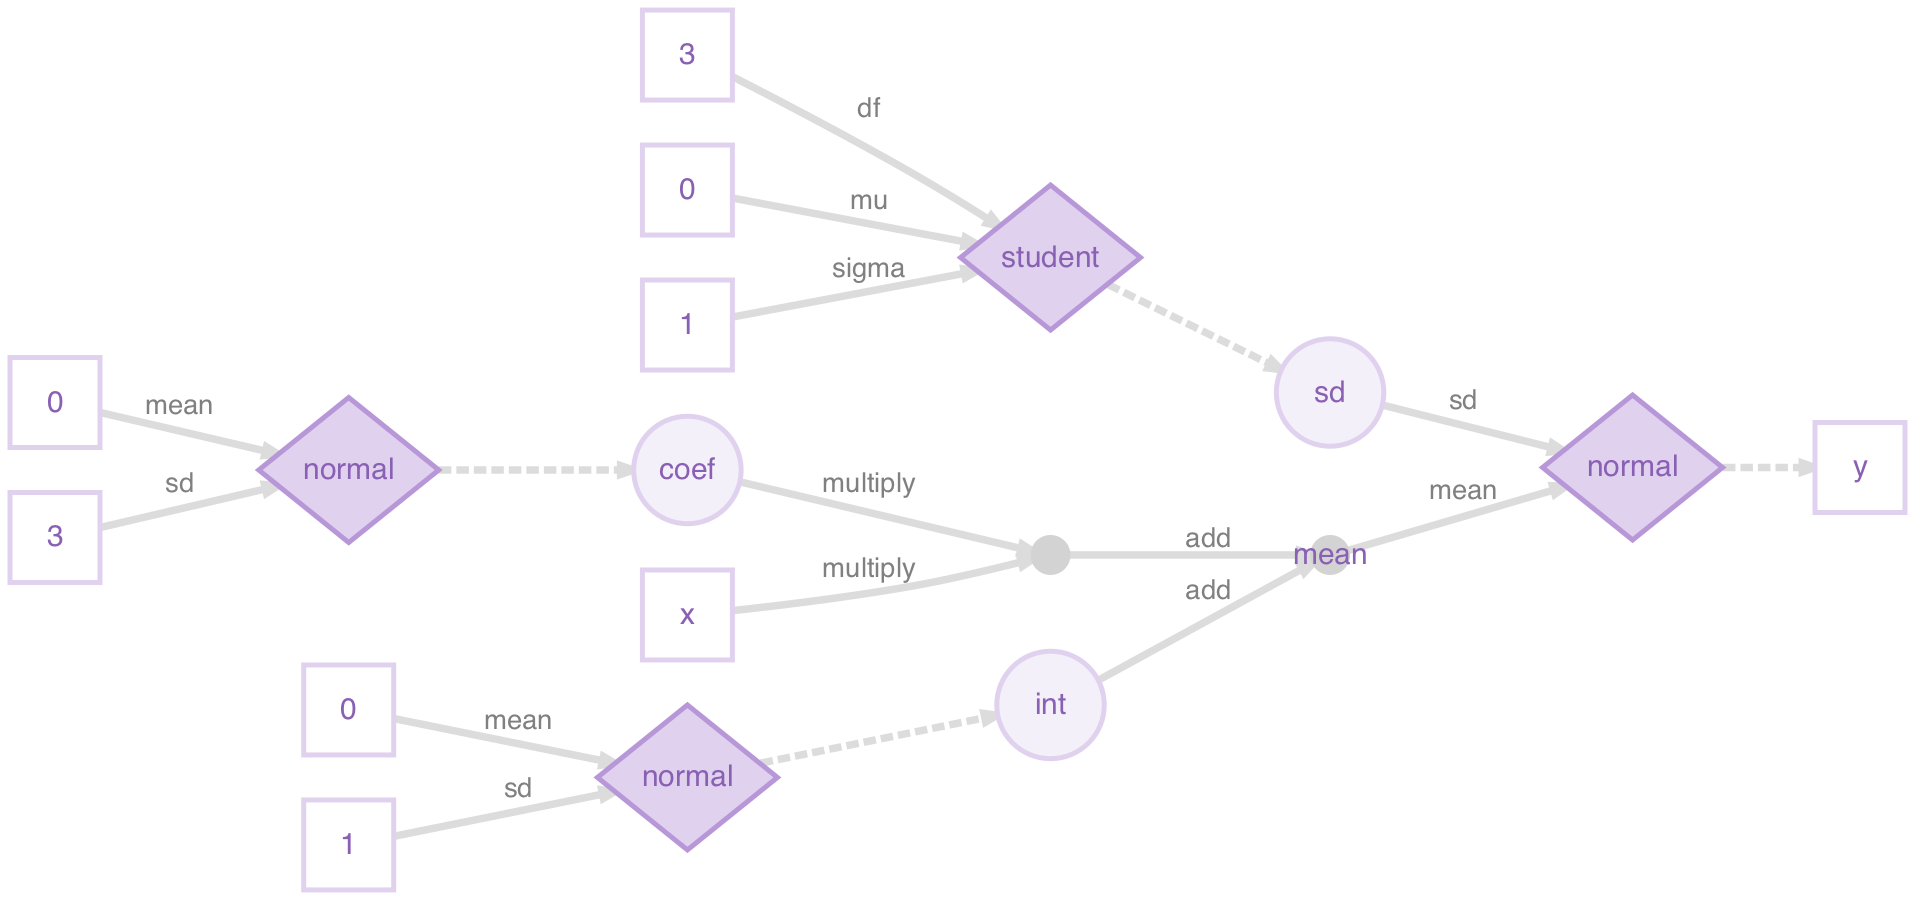 3
df
0
mu
student
sigma
1
sd
sd
0
mean
normal
normal
y
coef
multiply
mean
sd
3
multiply
add
mean
add
x
0
mean
int
normal
sd
1